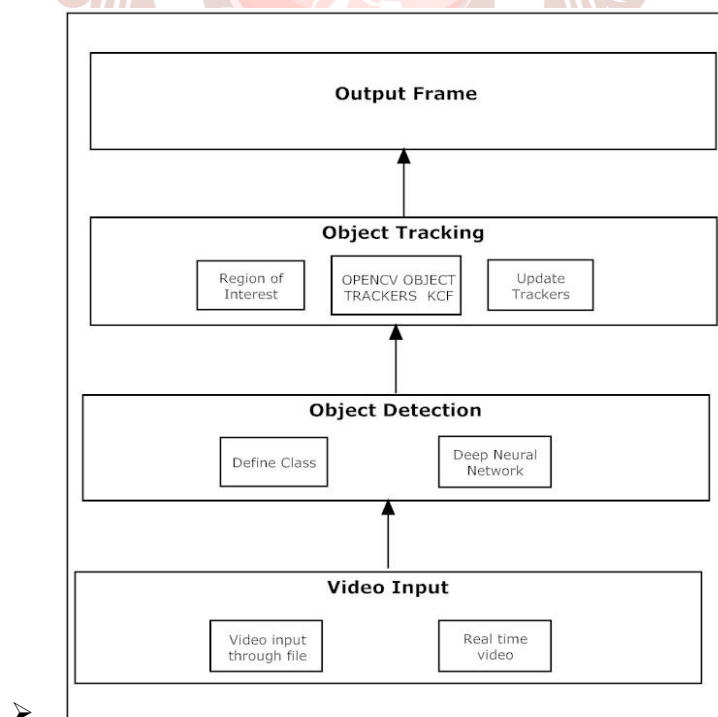 Output Frame
Object Tracking
Region of
Interest
OPENCV OBJECT
TRACKERS KCF
Update
Trackers
Object Detection
Define Class
Deep Neural
Network
Video Input
Video input
through file
Real time
video